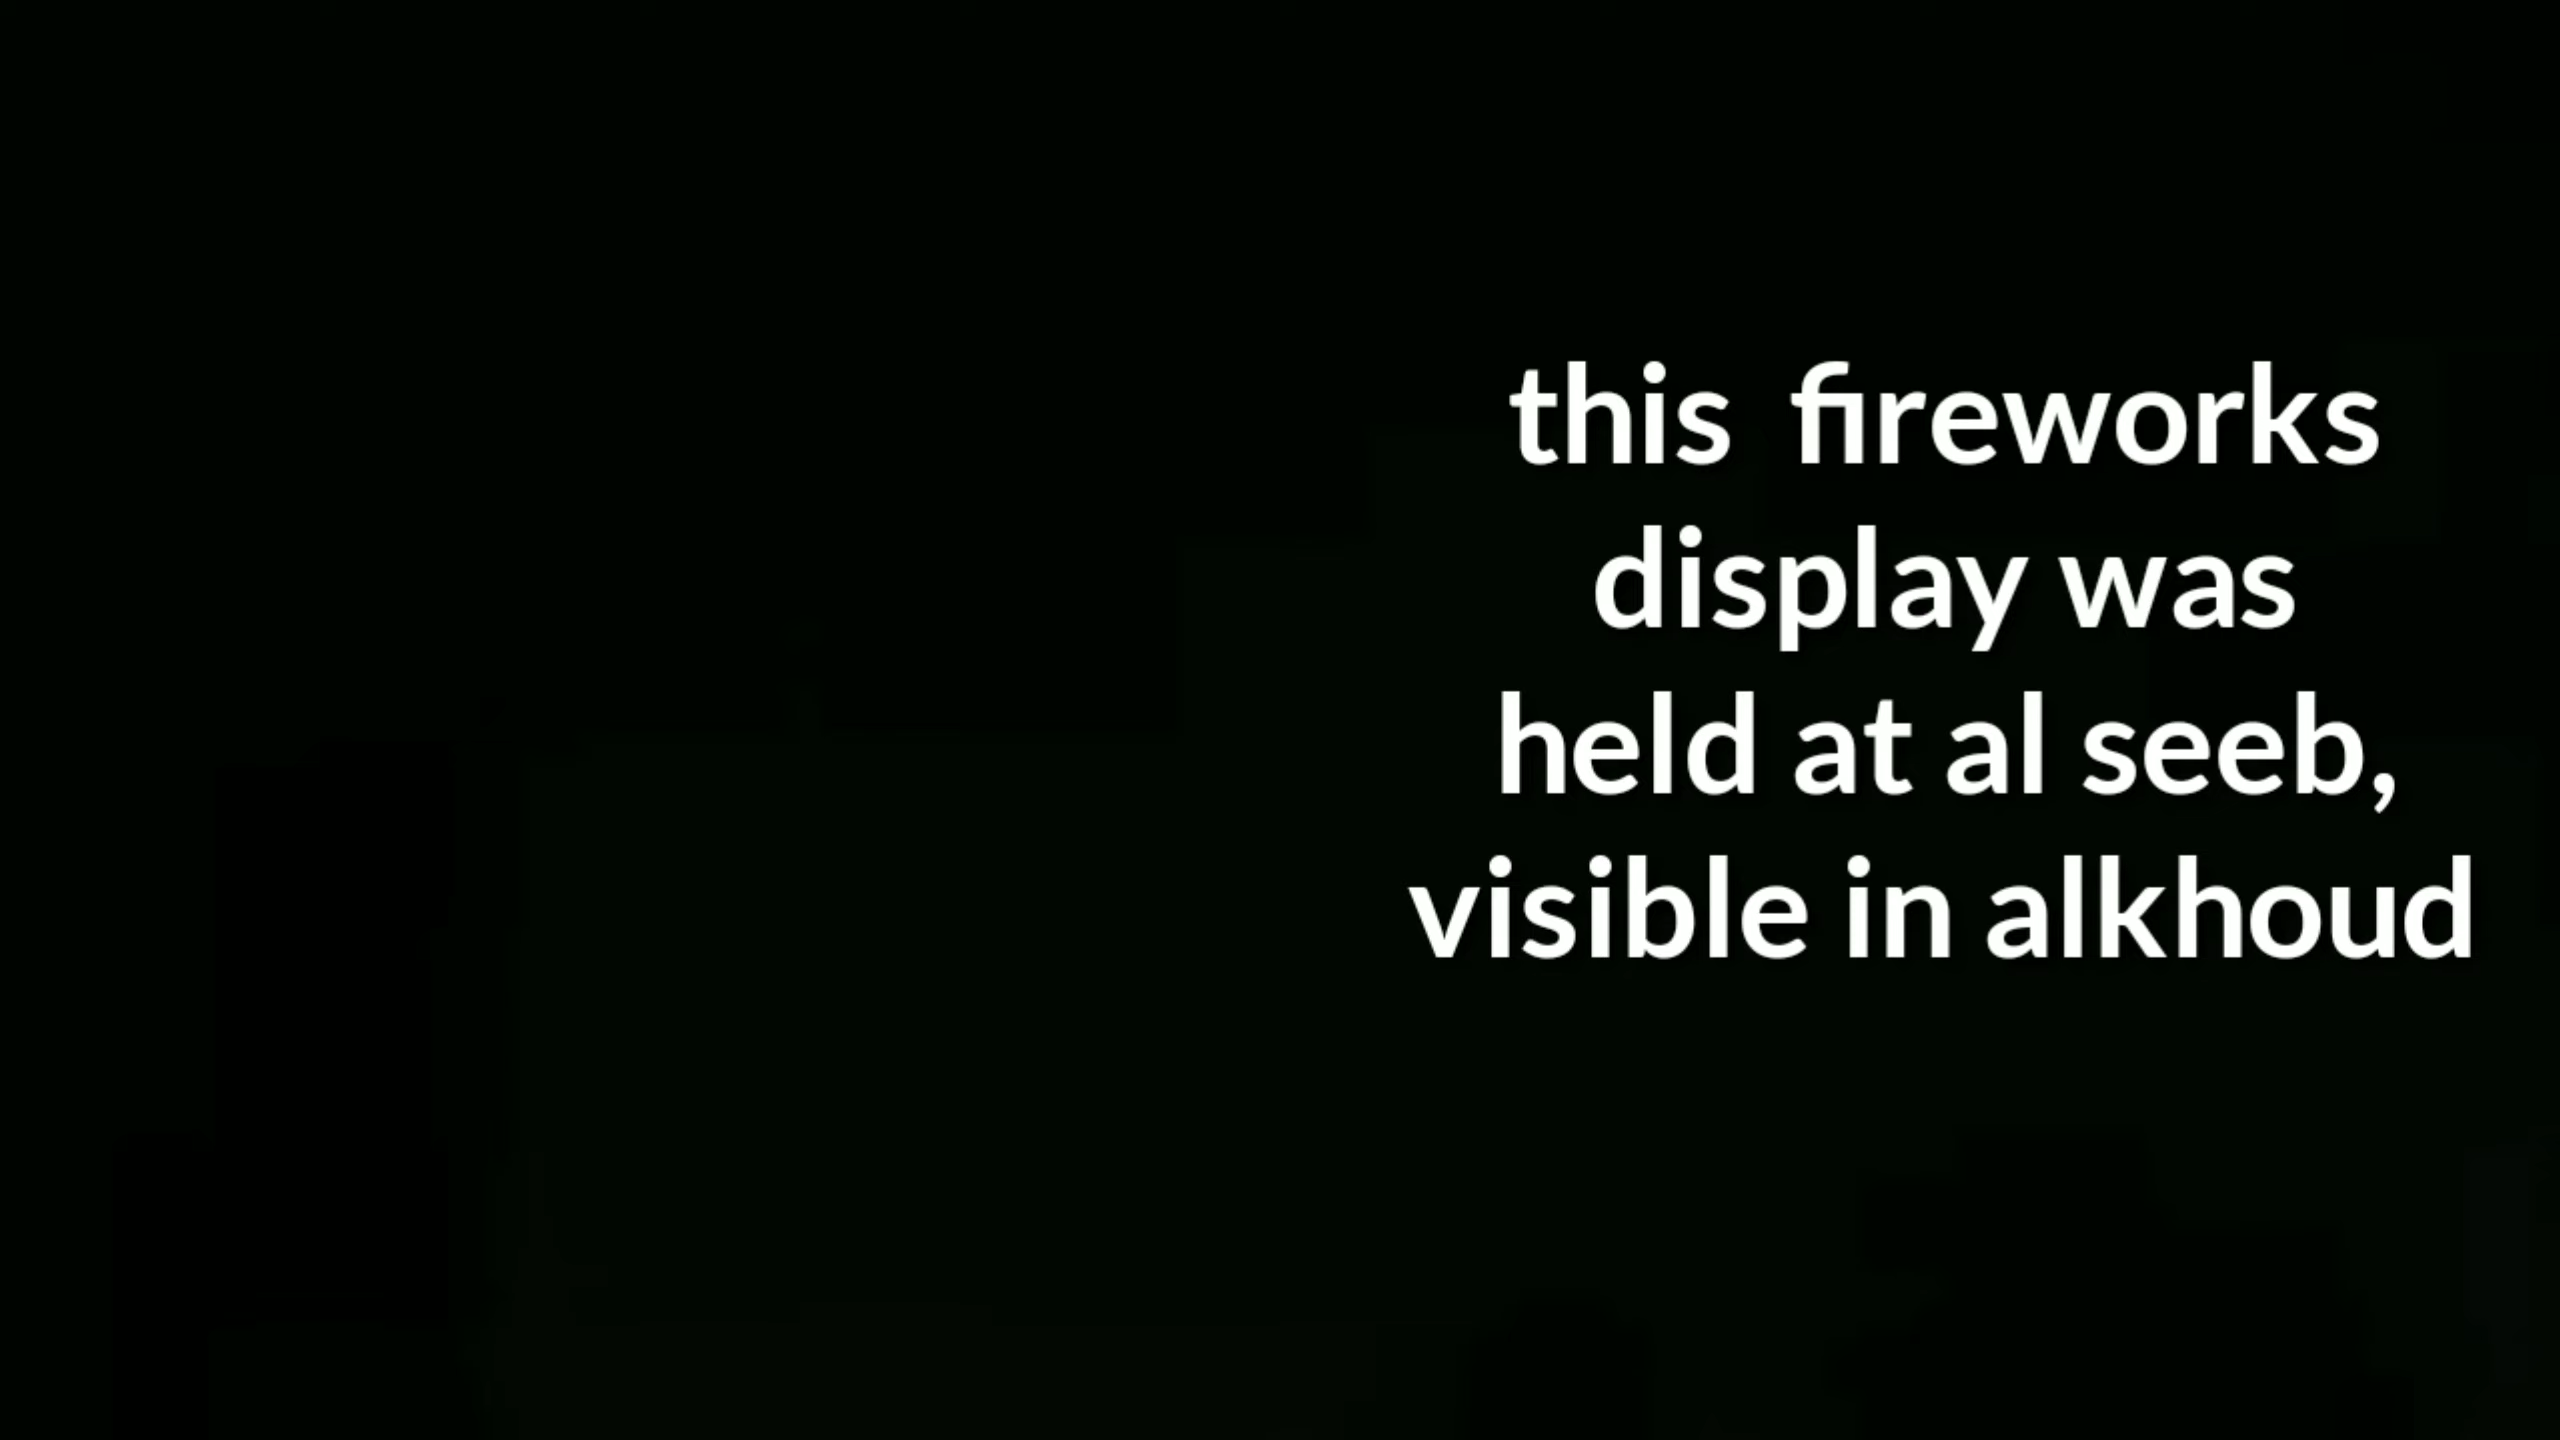 this  fireworks
display was
held at al seeb,
visible in alkhoud